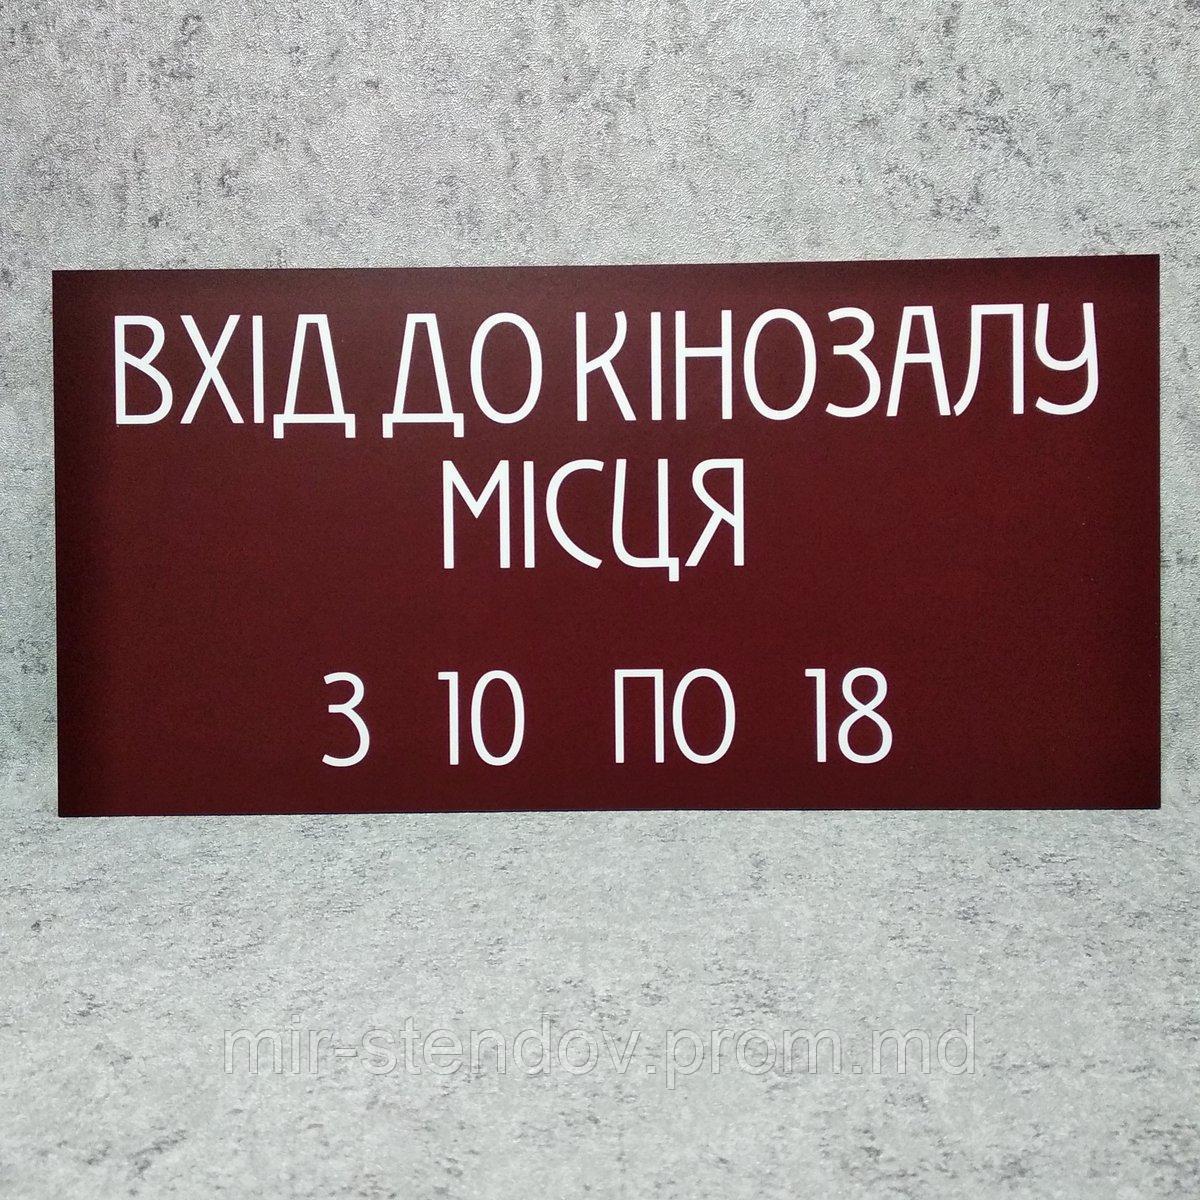 ВХІД ДО КІНОЗАЛУ
МІСЦЯ
З 10 ПО 18
mir-stendov.prom.md